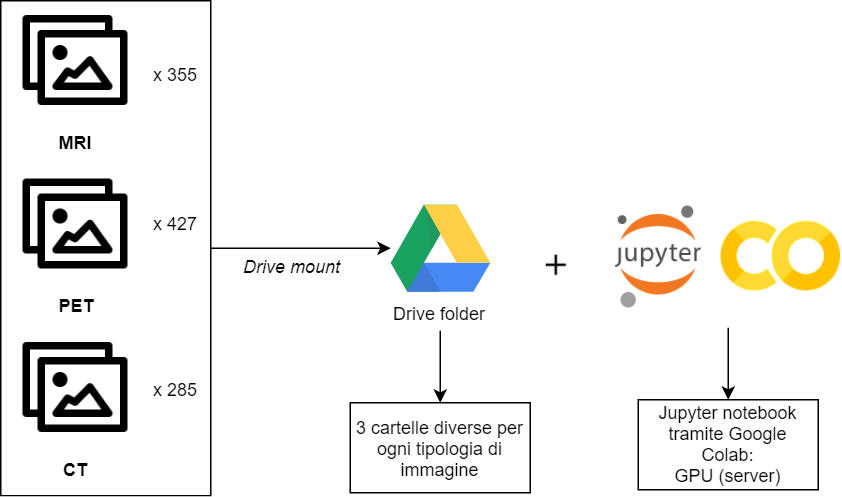 x 355
MRI
x 427
PET
x 285
CT
Drive mount
Drive folder
3 cartelle diverse per
ogni tipologia di
immagine
+
jupyter
Jupyter notebook
tramite Google
Colab:
GPU (server)